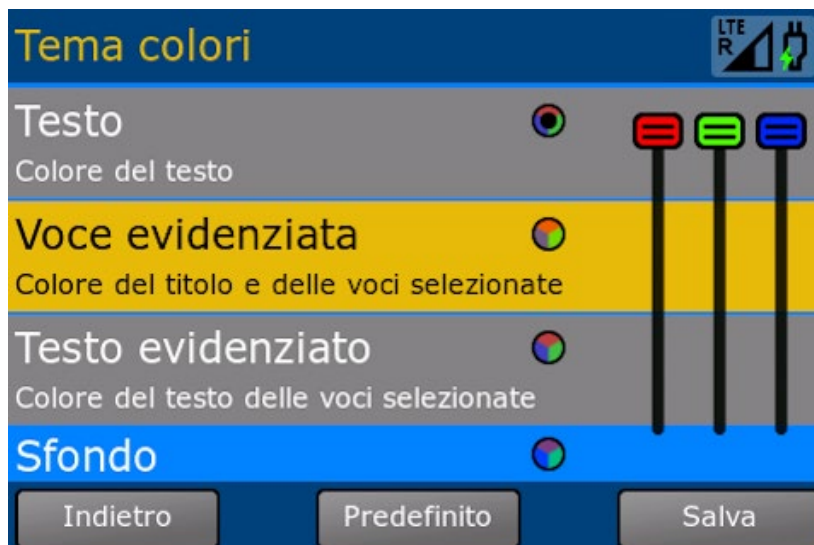 Tema colori
LTE
R
Testo
Colore del testo
Voce evidenziata
Colore del titolo e delle voci selezionate
Testo evidenziato
Colore del testo delle voci selezionate
Sfondo
Indietro
Predefinito
Salva